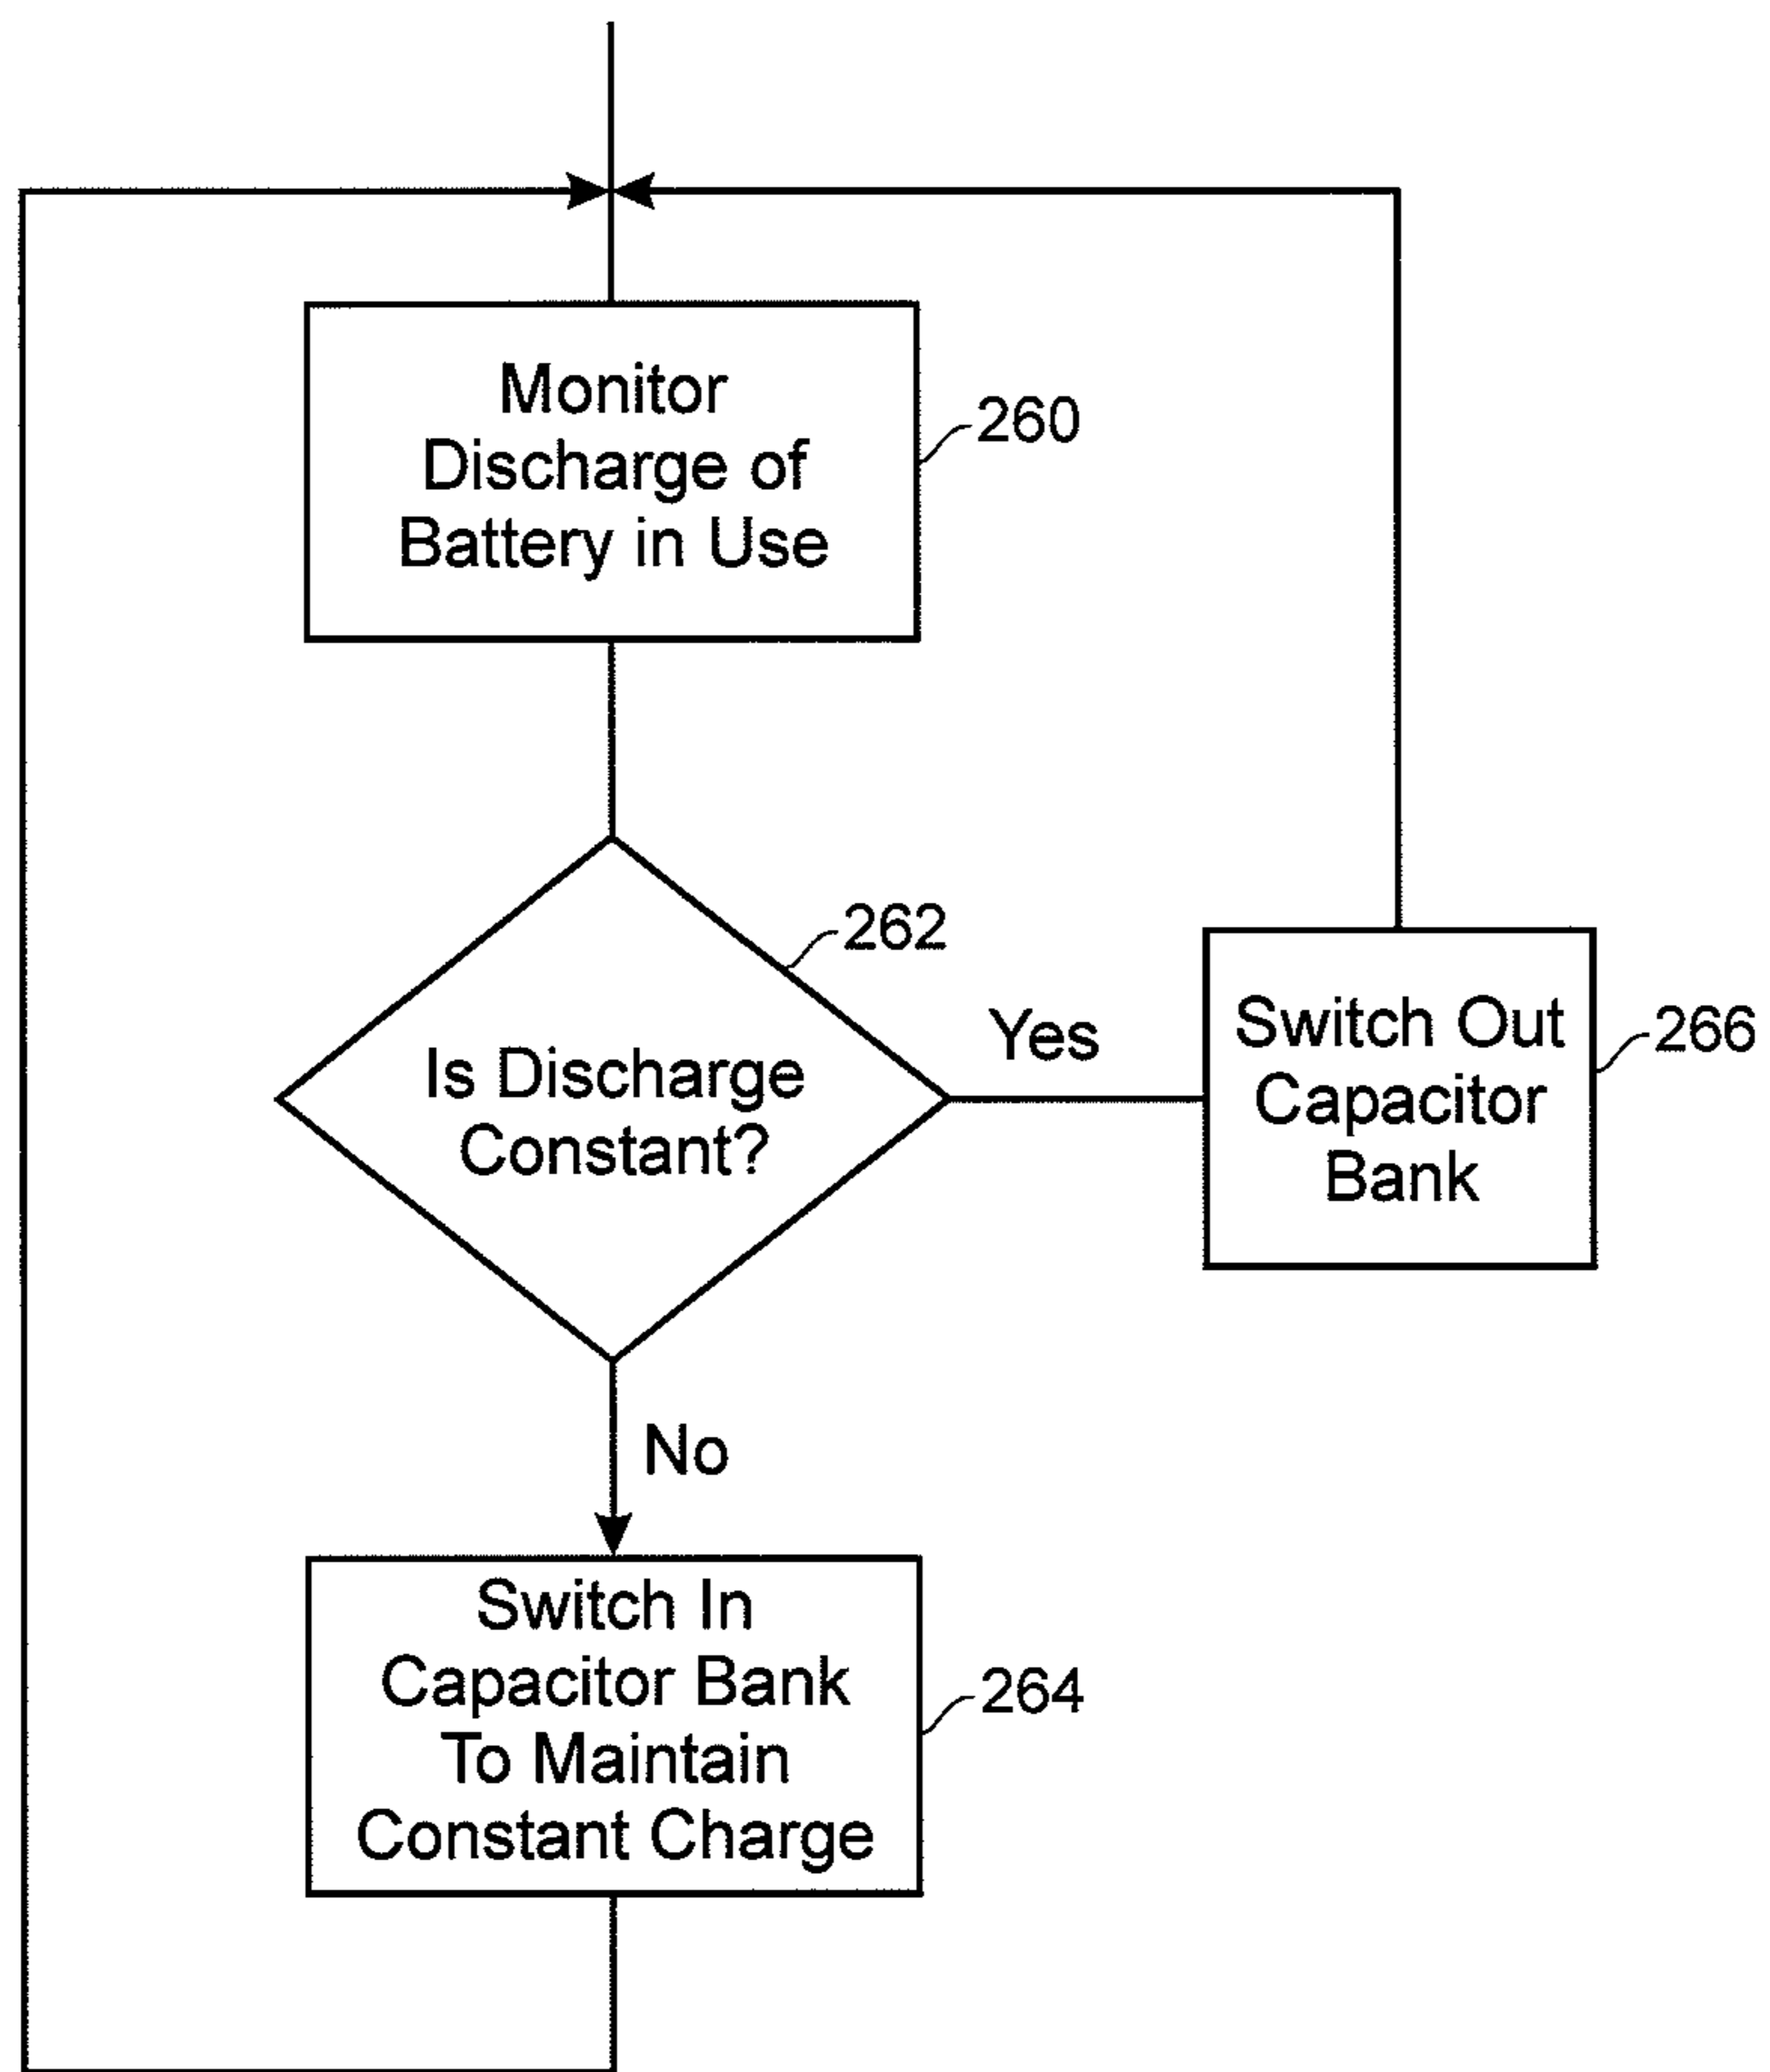 Monitor
Discharge of
Battery in Use
260
262
Is Discharge
Constant?
Yes
Switch Out
Capacitor
Bank
266
No
Switch In
Capacitor Bank
To Maintain
Constant Charge
264